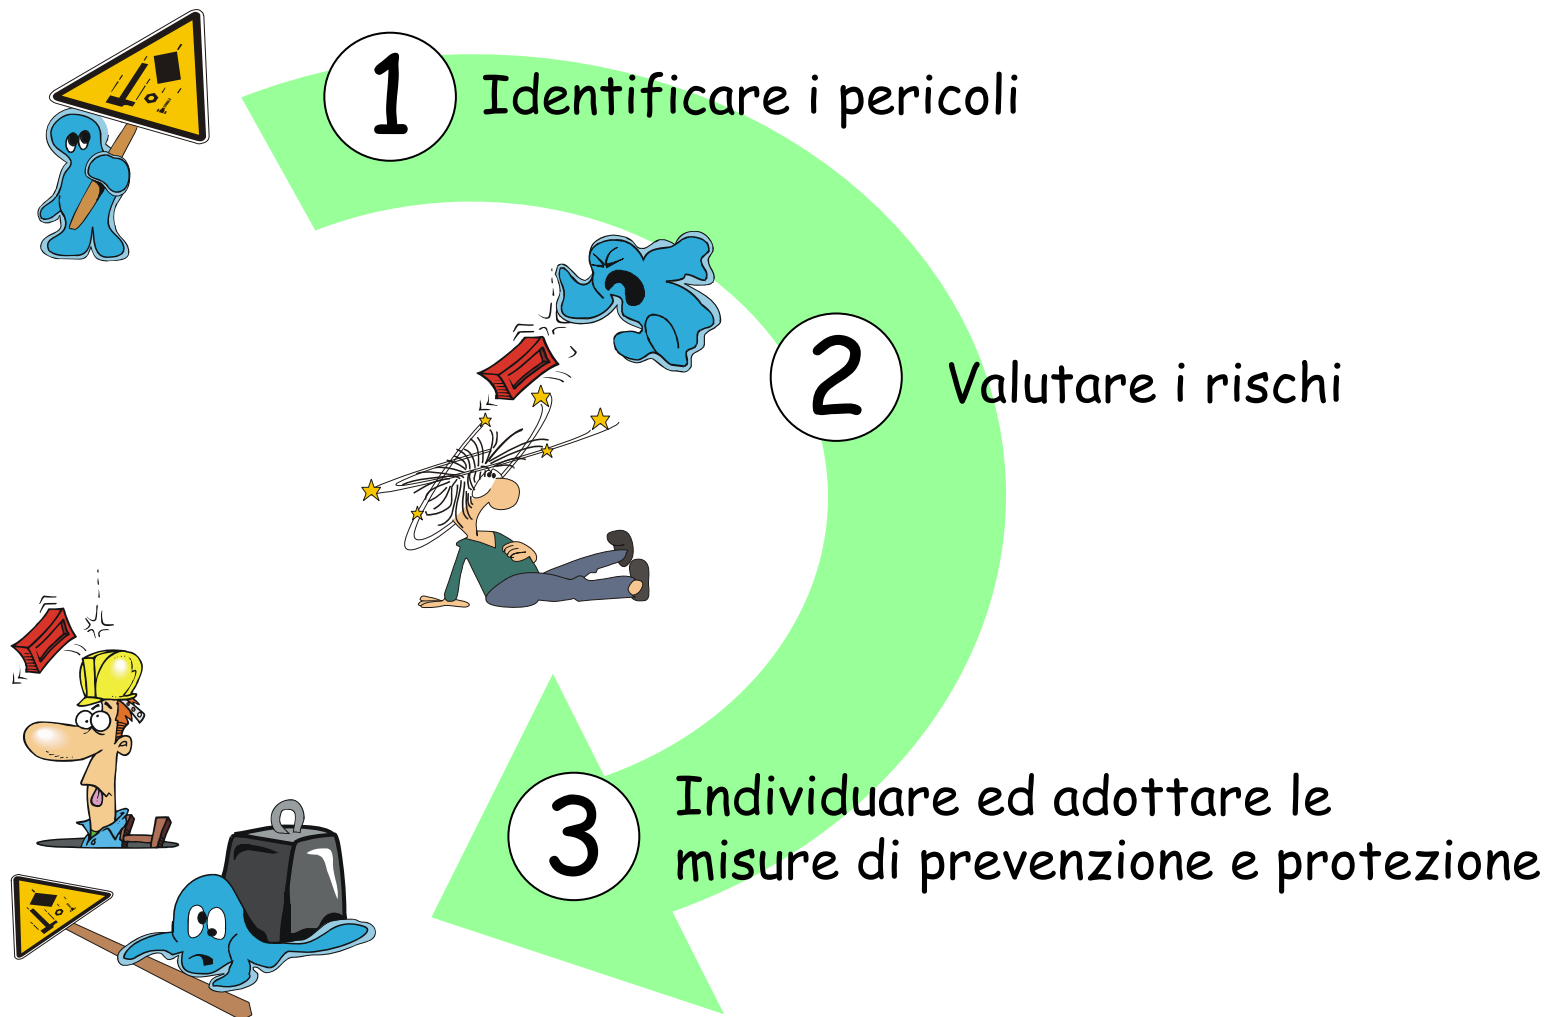 1 Identificare i pericoli
2 Valutare i rischi
3 Individuare ed adottare le
misure di prevenzione e protezione